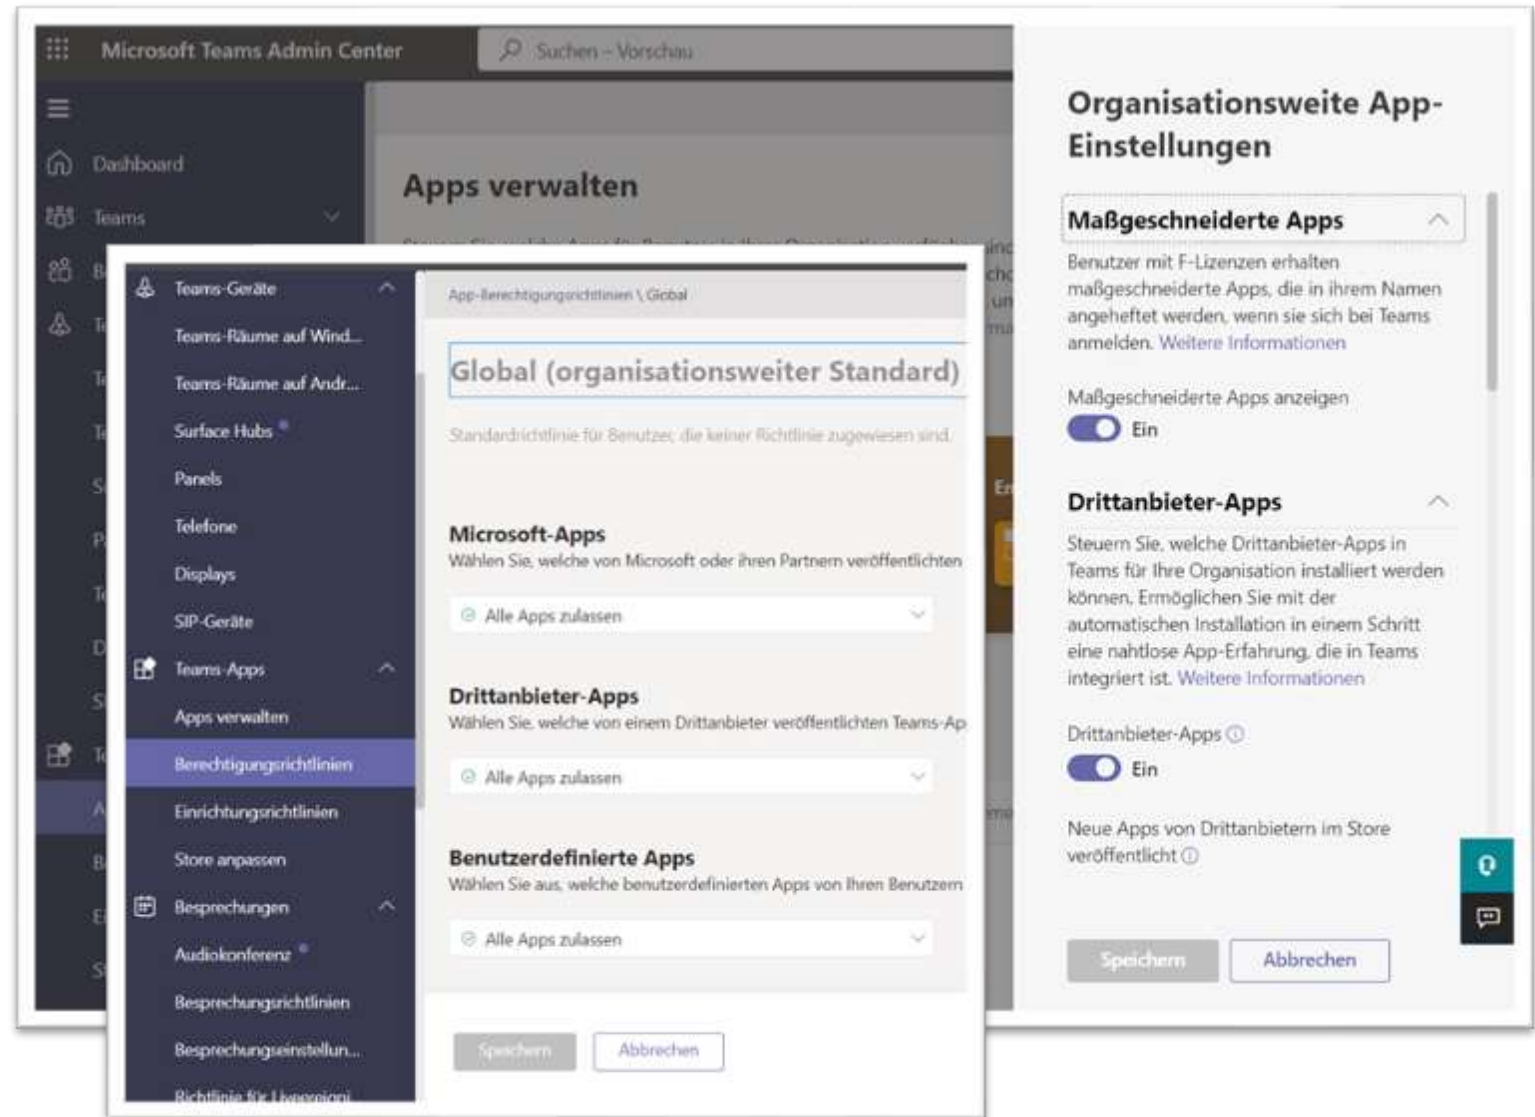 Microsoft Teams Admin Center
Suchen – Vorschau
Dashboard
Teams
Apps verwalten
Organisationsweite App-
Einstellungen
Maßgeschneiderte Apps
Benutzer mit F-Lizenzen erhalten
maßgeschneiderte Apps, die in ihrem Namen
angeheftet werden, wenn sie sich bei Teams
anmelden. Weitere Informationen
Maßgeschneiderte Apps anzeigen
Ein
Drittanbieter-Apps
Steuern Sie, welche Drittanbieter-Apps in
Teams für Ihre Organisation installiert werden
können. Ermöglichen Sie mit der
automatischen Installation in einem Schritt
eine nahtlose App-Erfahrung, die in Teams
integriert ist. Weitere Informationen
Drittanbieter-Apps
Ein
Neue Apps von Drittanbietern im Store
veröffentlicht
Speichern
Abbrechen
Teams-Geräte
Teams-Räume auf Wind...
Teams-Räume auf Andr...
Surface Hubs
Panels
Telefone
Displays
SIP-Geräte
Teams-Apps
Apps verwalten
Berechtigungsrichtlinien
Einrichtungsrichtlinien
Store anpassen
Besprechungen
Audiokonferenz
Besprechungsrichtlinien
Besprechungseinstellun...
App-Berechtigungsrichtlinien \ Global
Global (organisationsweiter Standard)
Standardrichtlinie für Benutzer, die keiner Richtlinie zugewiesen sind.
Microsoft-Apps
Wählen Sie, welche von Microsoft oder ihren Partnern veröffentlichten
Alle Apps zulassen
Drittanbieter-Apps
Wählen Sie, welche von einem Drittanbieter veröffentlichten Teams-Ap
Alle Apps zulassen
Benutzerdefinierte Apps
Wählen Sie aus, welche benutzerdefinierten Apps von Ihren Benutzern
Alle Apps zulassen
Speichern
Abbrechen